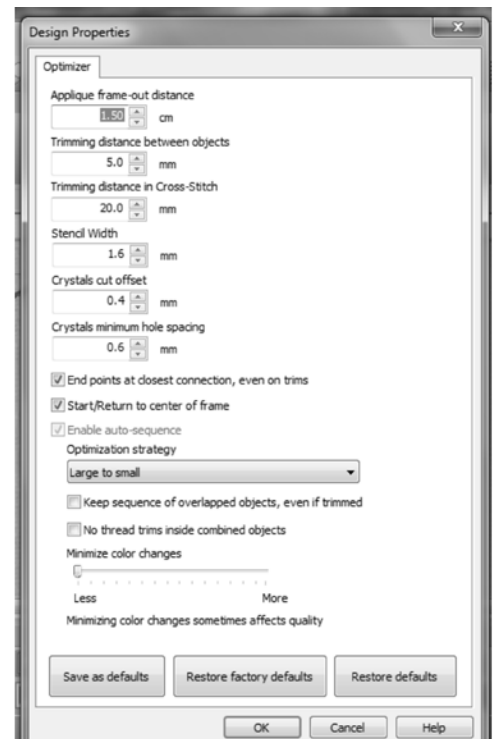 Design Properties
Optimizer
Applique frame-out distance
1.50 cm
Trimming distance between objects
5.0 mm
Trimming distance in Cross-Stitch
20.0 mm
Stencil Width
1.6 mm
Crystals cut offset
0.4 mm
Crystals minimum hole spacing
0.6 mm
End points at closest connection, even on trims
Start/Return to center of frame
Enable auto-sequence
Optimization strategy
Large to small
Keep sequence of overlapped objects, even if trimmed
No thread trims inside combined objects
Minimize color changes
Less More
Minimizing color changes sometimes affects quality
Save as defaults Restore factory defaults Restore defaults
OK Cancel Help